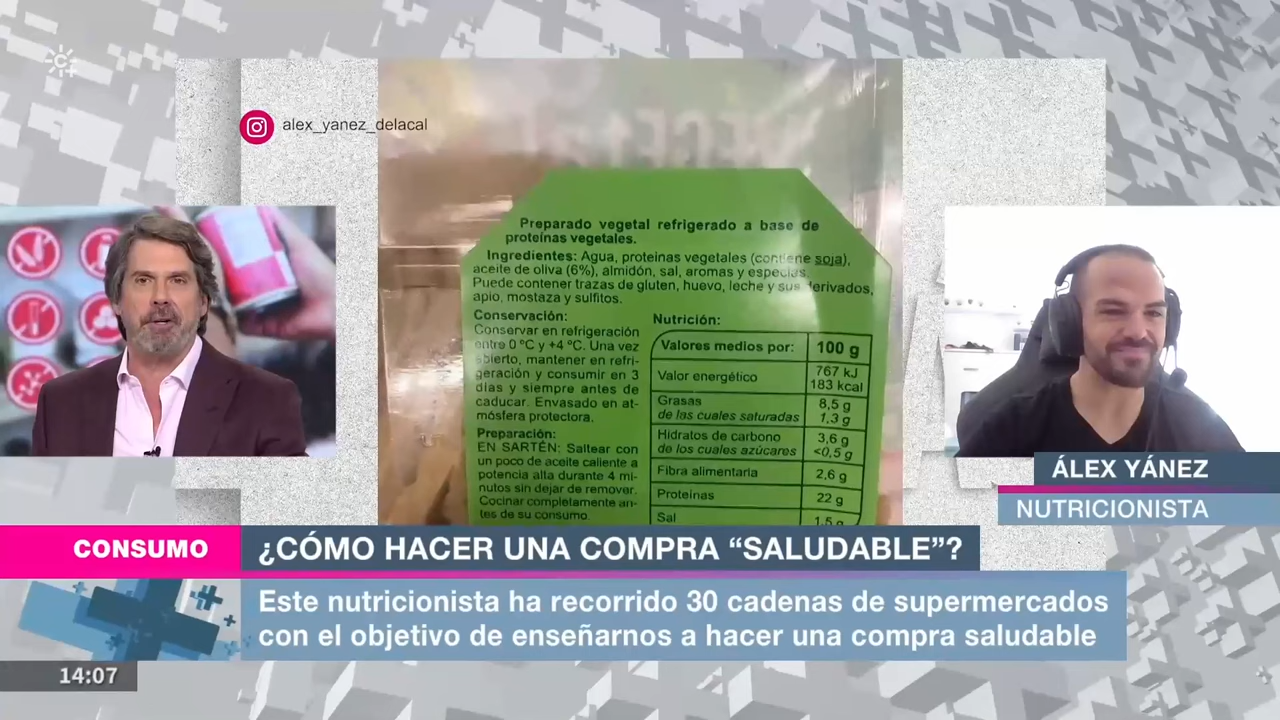 alex_yanez_delacal
Preparado vegetal refrigerado a base de
proteínas vegetales.
Ingredientes: Agua, proteinas vegetales (contiene soja),
aceite de oliva (6%), almidón, sal, aromas y especias.
Puede contener trazas de gluten, huevo, leche y sus derivados,
apio, mostaza y sulfitos.
Conservación:
Conservar en refrigeración
entre 0 ºC y +4 ºC. Una vez
abierto, mantener en refri-
geración y consumir en 3
días y siempre antes de
caducar. Envasado en at-
mósfera protectora.
Preparación:
EN SARTÉN: Saltear con
un poco de aceite caliente a
potencia alta durante 4 mi-
nutos sin dejar de remover.
Cocinar completamente an-
tes de su consumo.
Nutrición:
Valores medios por: 100 g
Valor energético 767 kJ
183 kcal
Grasas 8,5 g
de las cuales saturadas 1,3 g
Hidratos de carbono 3,6 g
de los cuales azúcares <0,5 g
Fibra alimentaria 2,6 g
Proteínas 22 g
Sal 1,5 g
ÁLEX YÁNEZ
NUTRICIONISTA
CONSUMO
¿CÓMO HACER UNA COMPRA “SALUDABLE”?
Este nutricionista ha recorrido 30 cadenas de supermercados
con el objetivo de enseñarnos a hacer una compra saludable
14:07